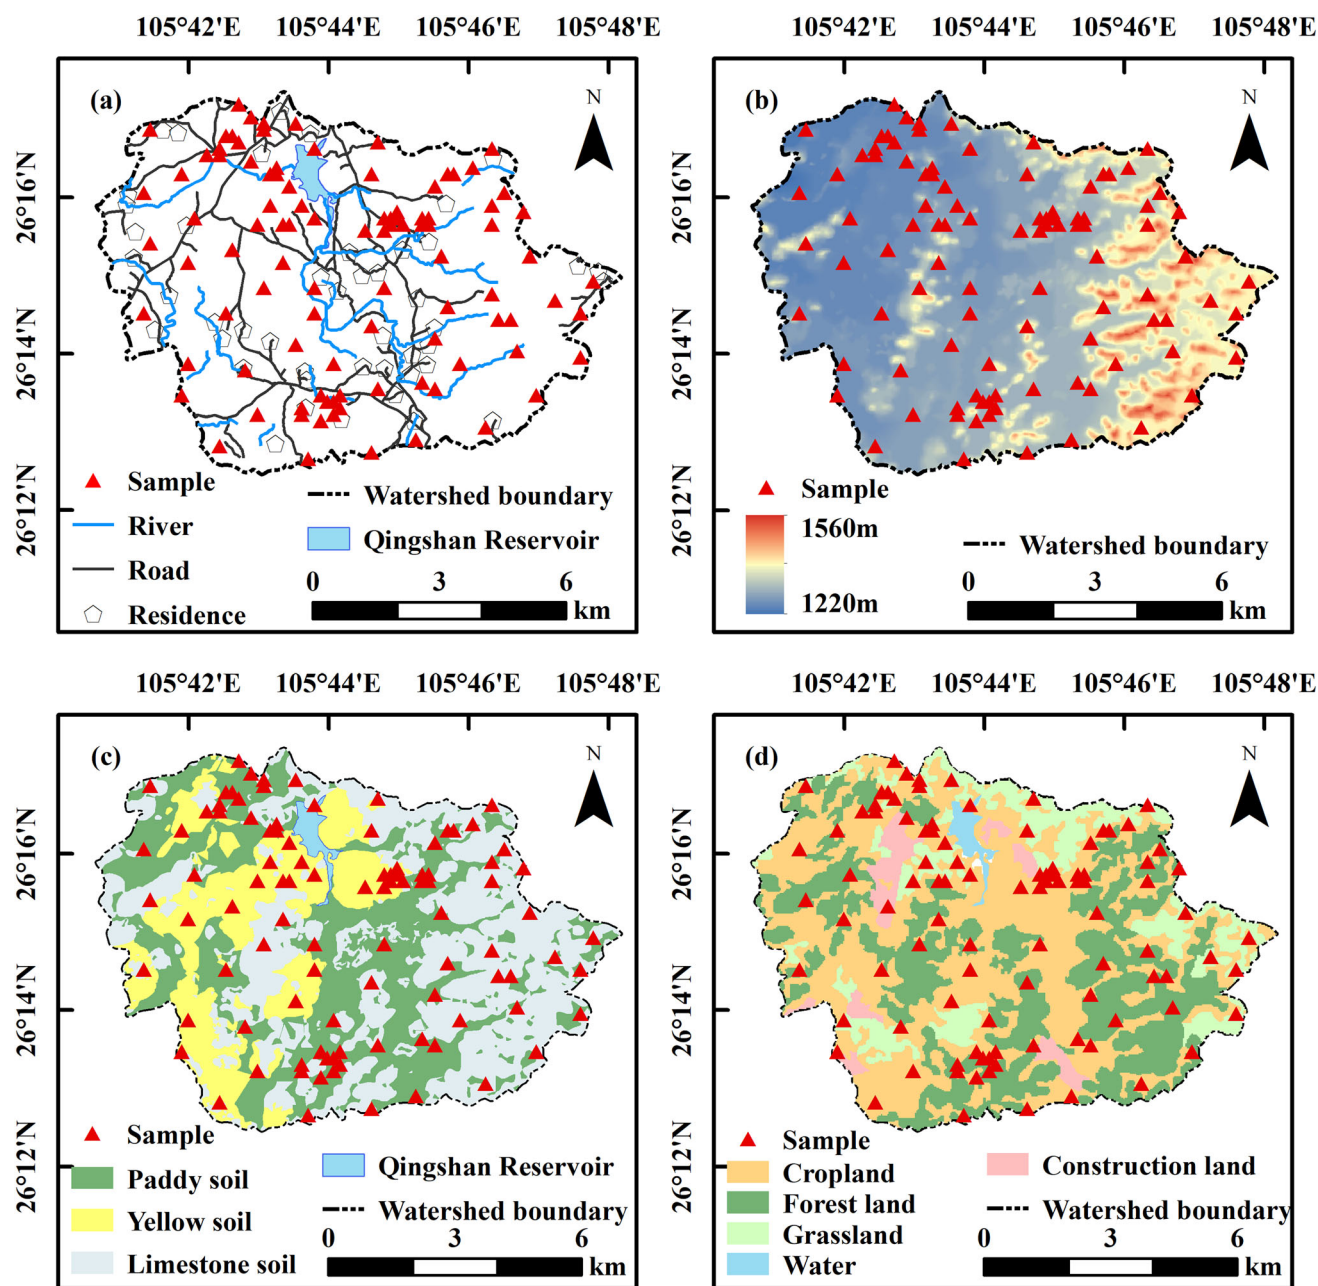 105°42'E 105°44'E 105°46'E 105°48'E
105°42'E 105°44'E 105°46'E 105°48'E
(a)
N
26°16'N
26°14'N
26°12'N
Sample
River
Road
Residence
Watershed boundary
Qingshan Reservoir
0 3 6
km
(b)
N
26°16'N
26°14'N
26°12'N
Sample
1560m
1220m
Watershed boundary
0 3 6
km
105°42'E 105°44'E 105°46'E 105°48'E
105°42'E 105°44'E 105°46'E 105°48'E
(c)
N
26°16'N
26°14'N
26°12'N
Sample
Paddy soil
Yellow soil
Limestone soil
Qingshan Reservoir
Watershed boundary
0 3 6
km
(d)
N
26°16'N
26°14'N
26°12'N
Sample
Cropland
Forest land
Grassland
Water
Construction land
Watershed boundary
0 3 6
km